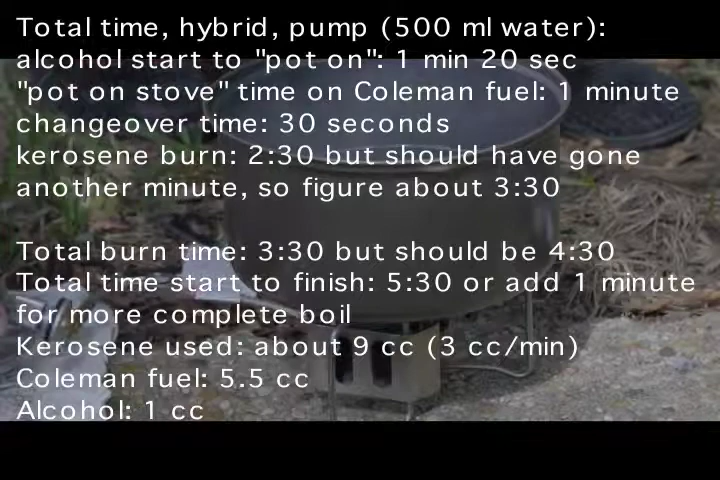 Total time, hybrid, pump (500 ml water):
alcohol start to "pot on": 1 min 20 sec
"pot on stove" time on Coleman fuel: 1 minute
changeover time: 30 seconds
kerosene burn: 2:30 but should have gone
another minute, so figure about 3:30
Total burn time: 3:30 but should be 4:30
Total time start to finish: 5:30 or add 1 minute
for more complete boil
Kerosene used: about 9 cc (3 cc/min)
Coleman fuel: 5.5 cc
Alcohol: 1 cc